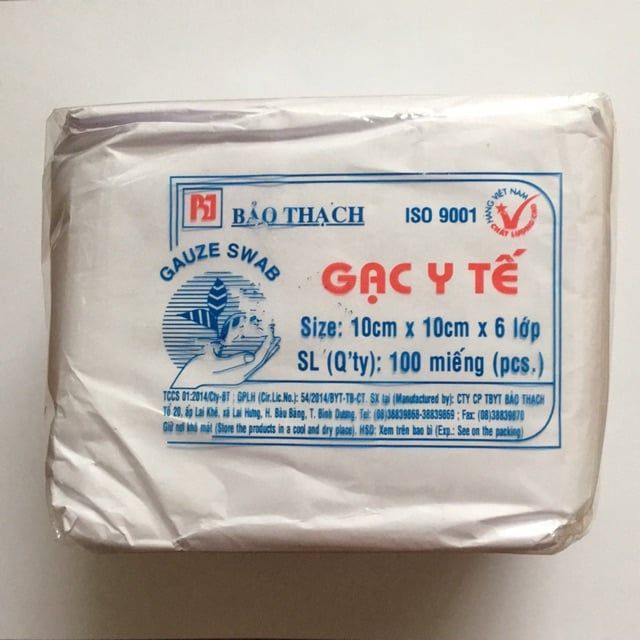 BẢO THẠCH
ISO 9001
HÀNG VIỆT NAM
CHẤT LƯỢNG CAO
GAUZE SWAB
GẠC Y TẾ
Size: 10cm x 10cm x 6 lớp
SL (Q'ty): 100 miếng (pcs.)
TCCS 01:2014/Cty-BT ; GPLH (Cir.Lic.No.): 54/2014/BYT-TB-CT. SX tại (Manufactured by): CTY CP TBYT BẢO THẠCH
Tổ 20, ấp Lai Khê, xã Lai Hưng, H. Bàu Bàng, T. Bình Dương Tel: (08)38839868-38839869 ; Fax: (08)38839870
Giữ nơi khô mát (Store the products in a cool and dry place). HSD: Xem trên bao bì (Exp.: See on the packing)